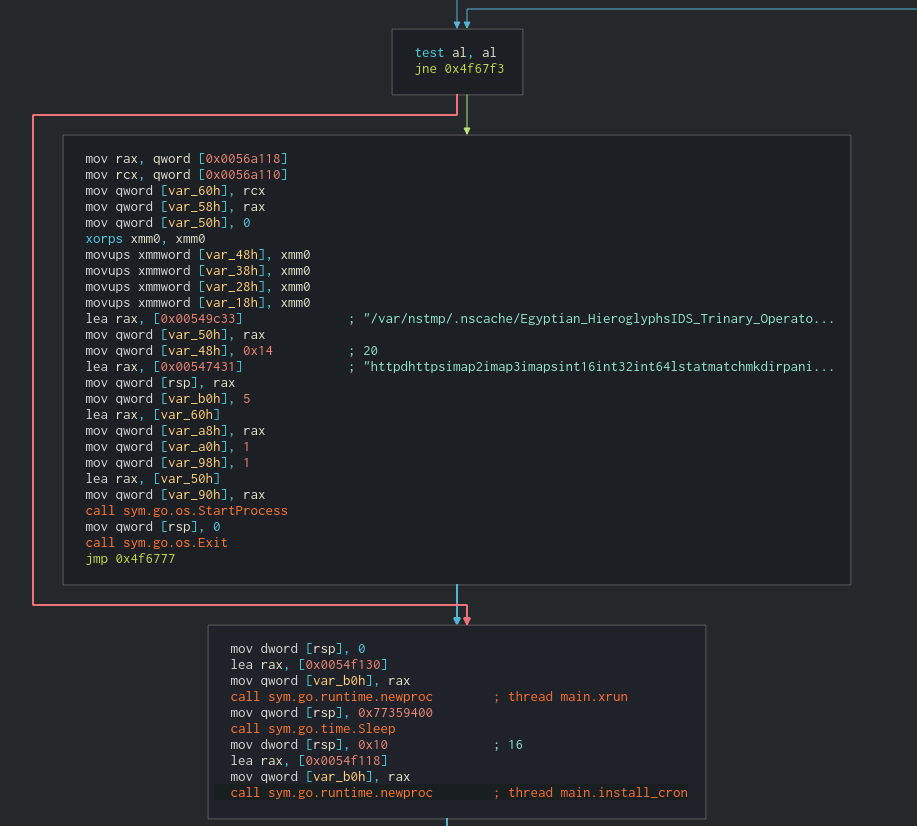 test al, al
jne 0x4f67f3
mov rax, qword [0x0056a118]
mov rcx, qword [0x0056a110]
mov qword [var_60h], rcx
mov qword [var_58h], rax
mov qword [var_50h], 0
xorps xmm0, xmm0
movups xmmword [var_48h], xmm0
movups xmmword [var_38h], xmm0
movups xmmword [var_28h], xmm0
movups xmmword [var_18h], xmm0
lea rax, [0x00549c33] ; "/var/nstmp/.nscache/Egyptian_HieroglyphsIDS_Trinary_Operato...
mov qword [var_50h], rax
mov qword [var_48h], 0x14 ; 20
lea rax, [0x00547431] ; "httpdhttpsimap2imap3imapsint16int32int64lstatmatchmkdirpani...
mov qword [rsp], rax
mov qword [var_b0h], 5
lea rax, [var_60h]
mov qword [var_a8h], rax
mov qword [var_a0h], 1
mov qword [var_98h], 1
lea rax, [var_50h]
mov qword [var_90h], rax
call sym.go.os.StartProcess
mov qword [rsp], 0
call sym.go.os.Exit
jmp 0x4f6777
mov dword [rsp], 0
lea rax, [0x0054f130]
mov qword [var_b0h], rax
call sym.go.runtime.newproc ; thread main.xrun
mov qword [rsp], 0x77359400
call sym.go.time.Sleep
mov dword [rsp], 0x10 ; 16
lea rax, [0x0054f118]
mov qword [var_b0h], rax
call sym.go.runtime.newproc ; thread main.install_cron